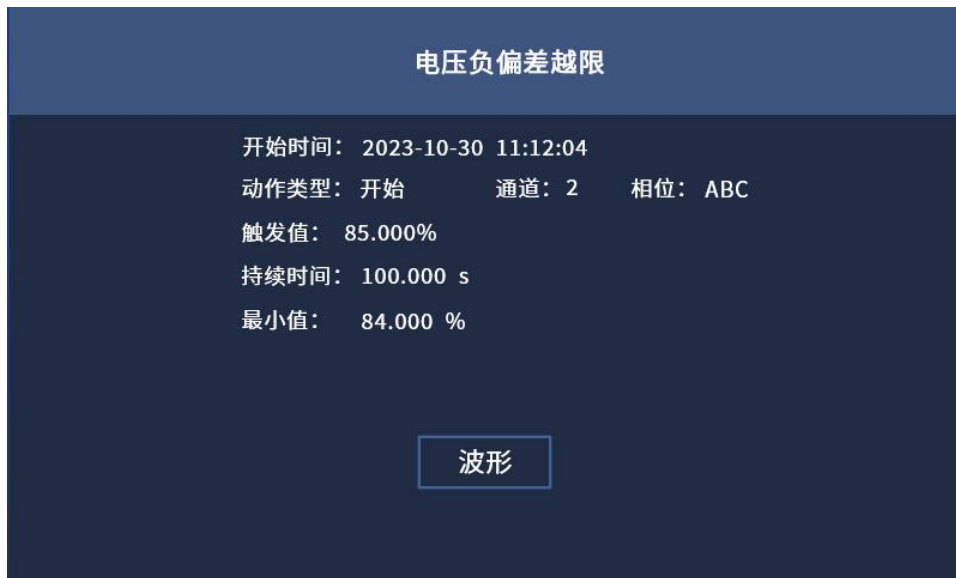 电压负偏差越限
开始时间： 2023-10-30 11:12:04
动作类型： 开始 通道： 2 相位： ABC
触发值： 85.000%
持续时间： 100.000 s
最小值： 84.000 %
波形